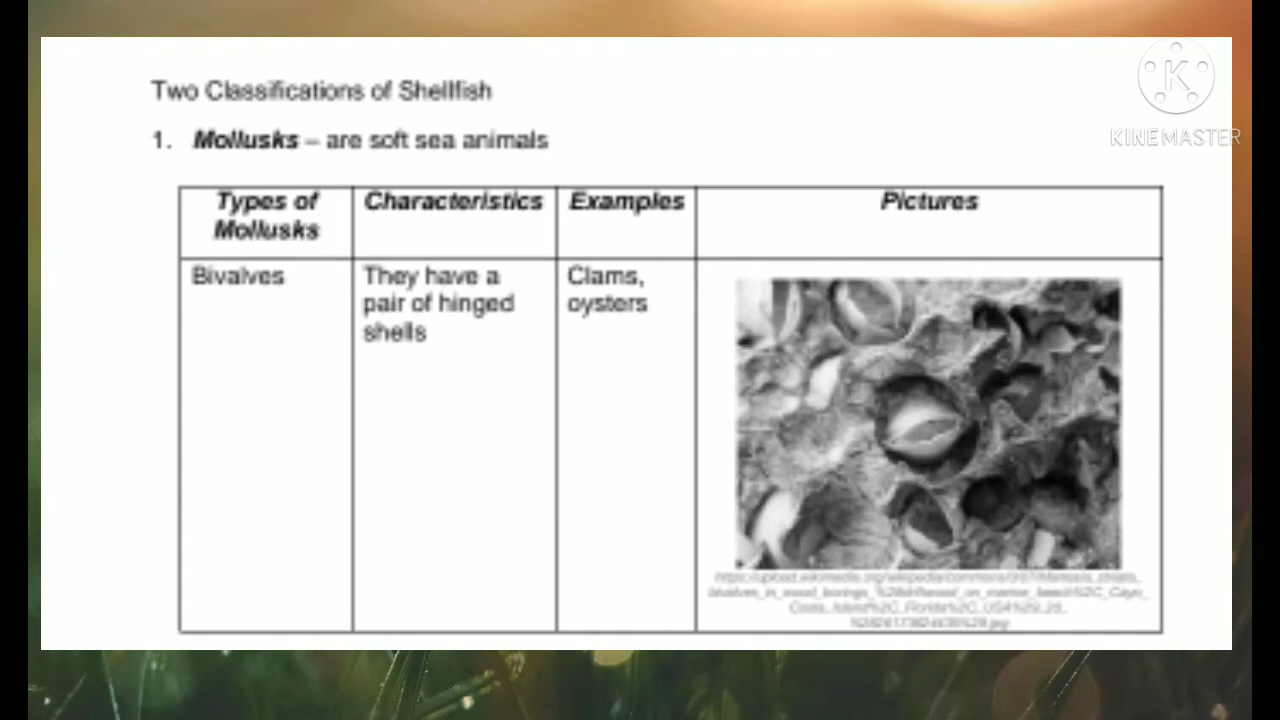 Two Classifications of Shellfish
1. Mollusks – are soft sea animals
Types of Mollusks
Characteristics
Examples
Pictures
Bivalves
They have a
pair of hinged
shells
Clams,
oysters
K
KINEMASTER